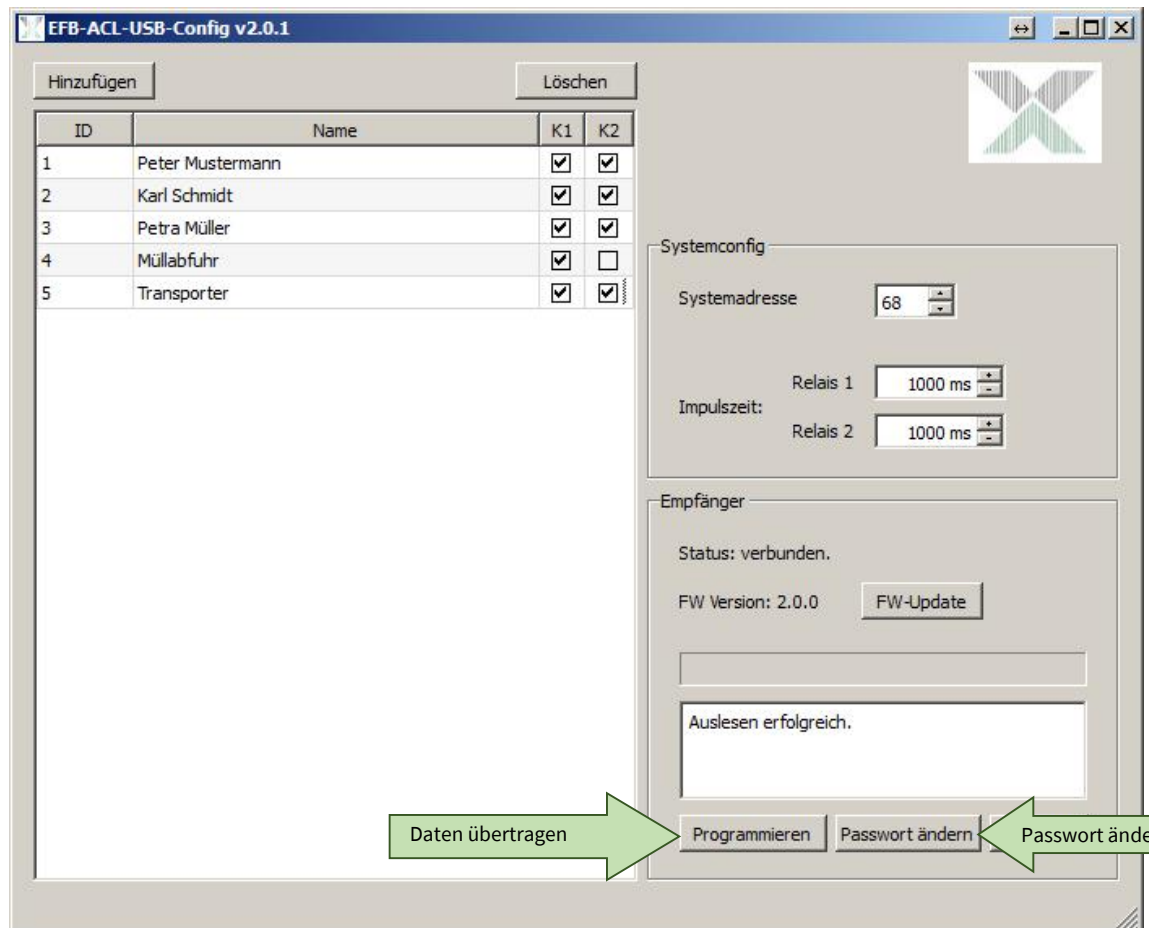 EFB-ACL-USB-Config v2.0.1
Hinzufügen Löschen
ID Name K1 K2
1 Peter Mustermann
2 Karl Schmidt
3 Petra Müller
4 Müllabfuhr
5 Transporter
Systemconfig
Systemadresse 68
Impulszeit:
Relais 1 1000 ms
Relais 2 1000 ms
Empfänger
Status: verbunden.
FW Version: 2.0.0 FW-Update
Auslesen erfolgreich.
Daten übertragen Programmieren Passwort ändern Passwort ände